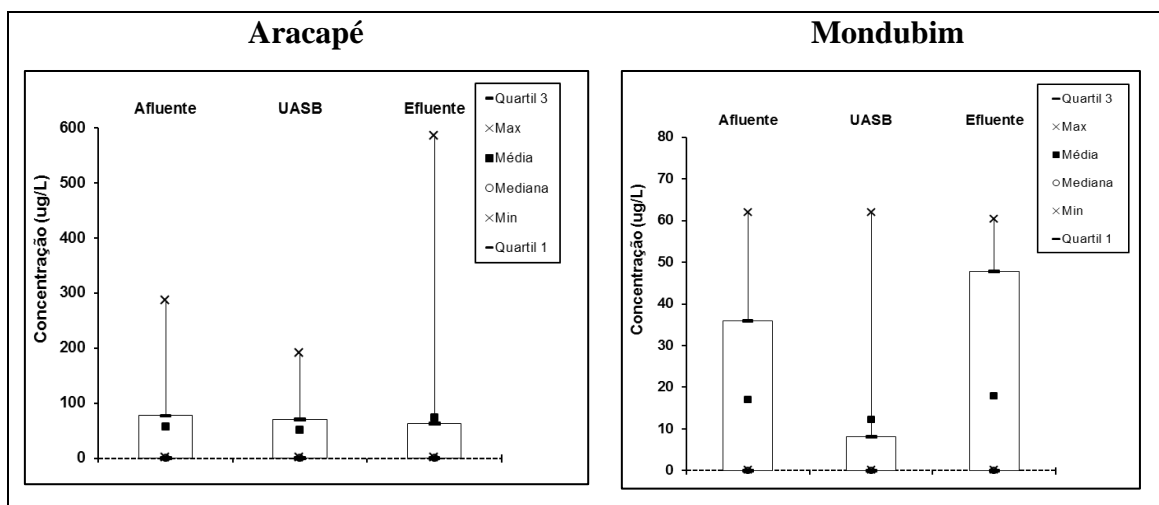 Aracapé
Afluente UASB Efluente
Quartil 3
Max
Média
Mediana
Min
Quartil 1
Concentração (ug/L)
600
500
400
300
200
100
0
Mondubim
Afluente UASB Efluente
Quartil 3
Max
Média
Mediana
Min
Quartil 1
Concentração (ug/L)
80
70
60
50
40
30
20
10
0